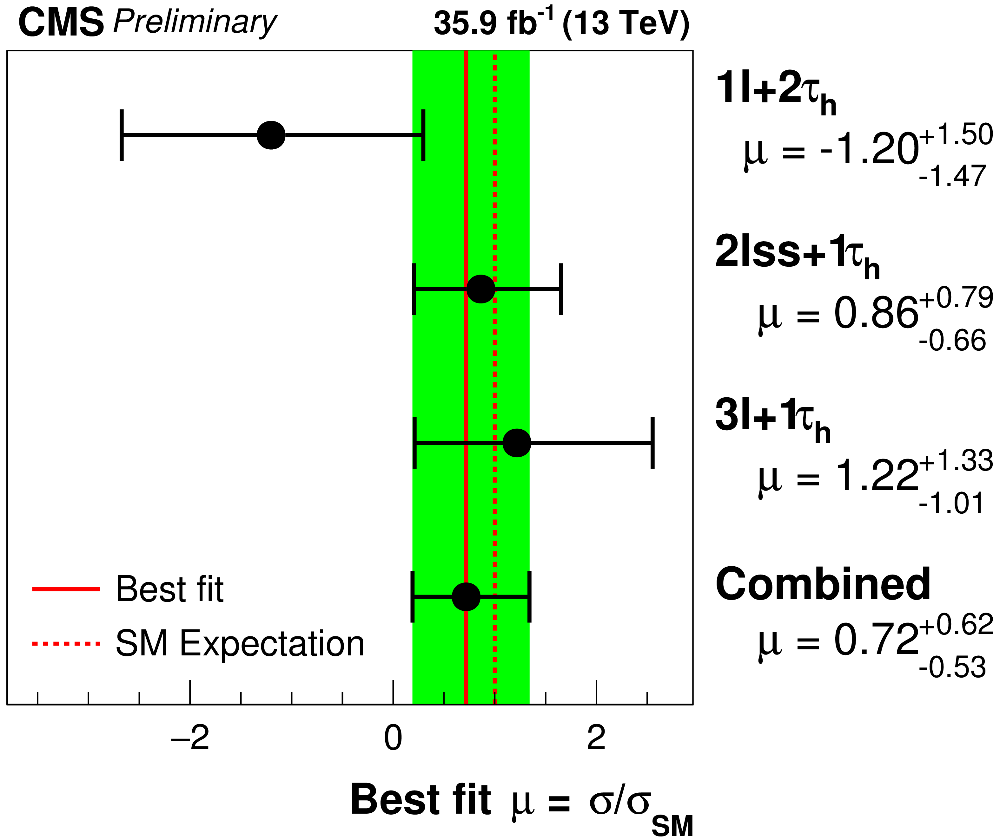 CMS Preliminary 35.9 fb-1 (13 TeV)
1l+2τh
μ = -1.20+1.50 -1.47
2lss+1τh
μ = 0.86+0.79 -0.66
3l+1τh
μ = 1.22+1.33 -1.01
Combined
μ = 0.72+0.62 -0.53
Best fit
SM Expectation
−2 0 2
Best fit μ = σ/σSM